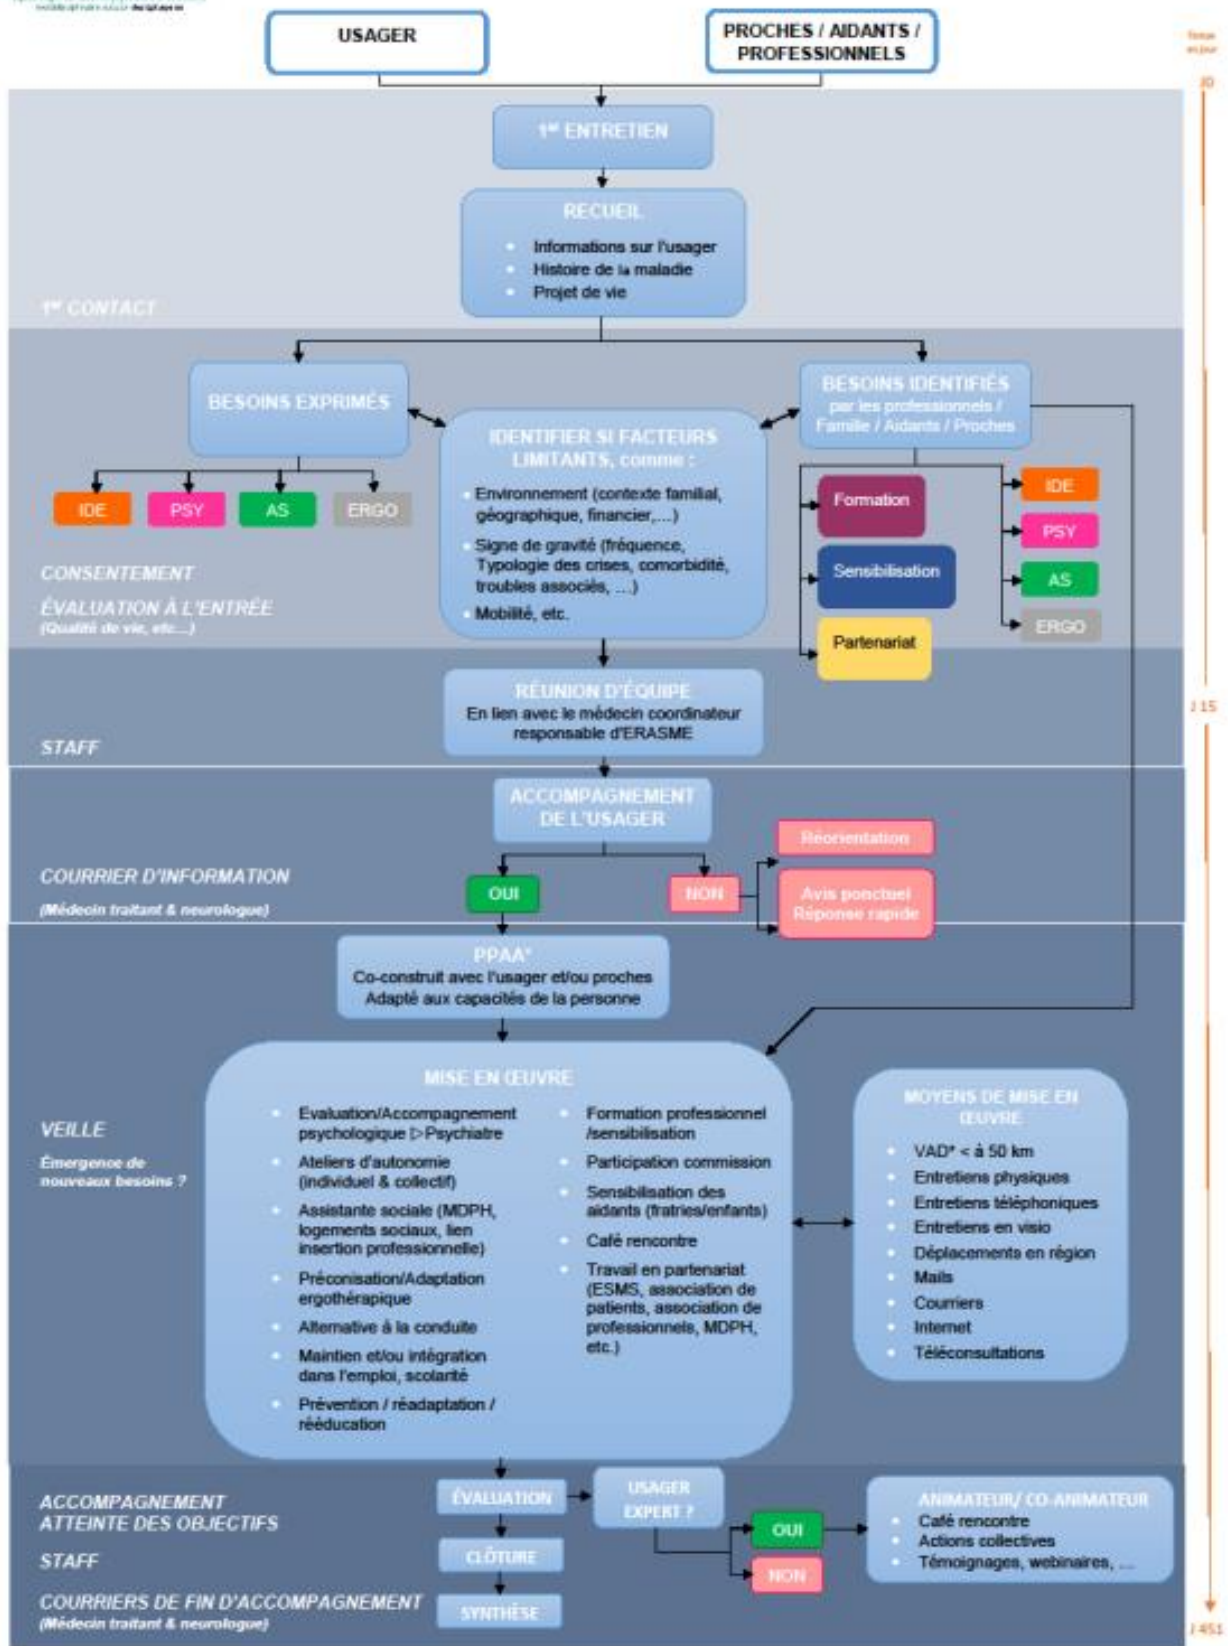 USAGER
PROCHES / AIDANTS /
PROFESSIONNELS
J0
1er ENTRETIEN
RECUEIL
Informations sur l'usager
Histoire de la maladie
Projet de vie
1er CONTACT
BESOINS EXPRIMÉS
IDE
PSY
AS
ERGO
IDENTIFIER SI FACTEURS
LIMITANTS, comme :
Environnement (contexte familial,
géographique, financier,...)
Signe de gravité (fréquence,
Typologie des crises, comorbidité,
troubles associés, ...)
Mobilité, etc.
BESOINS IDENTIFIÉS
par les professionnels /
Famille / Aidants / Proches
Formation
Sensibilisation
Partenariat
IDE
PSY
AS
ERGO
CONSENTEMENT
ÉVALUATION À L'ENTRÉE
(Qualité de vie, etc...)
RÉUNION D'ÉQUIPE
En lien avec le médecin coordinateur
responsable d'ERASME
J 15
STAFF
ACCOMPAGNEMENT
DE L'USAGER
OUI
NON
Réorientation
Avis ponctuel
Réponse rapide
COURRIER D'INFORMATION
(Médecin traitant & neurologue)
PPAA*
Co-construit avec l'usager et/ou proches
Adapté aux capacités de la personne
MISE EN ŒUVRE
Evaluation/Accompagnement
psychologique ▷Psychiatre
Ateliers d'autonomie
(individuel & collectif)
Assistante sociale (MDPH,
logements sociaux, lien
insertion professionnelle)
Préconisation/Adaptation
ergothérapique
Alternative à la conduite
Maintien et/ou intégration
dans l'emploi, scolarité
Prévention / réadaptation /
rééducation
Formation professionnel
/sensibilisation
Participation commission
Sensibilisation des
aidants (fratries/enfants)
Café rencontre
Travail en partenariat
(ESMS, association de
patients, association de
professionnels, MDPH,
etc.)
MOYENS DE MISE EN
ŒUVRE
VAD* < à 50 km
Entretiens physiques
Entretiens téléphoniques
Entretiens en visio
Déplacements en région
Mails
Courriers
Internet
Téléconsultations
VEILLE
Émergence de
nouveaux besoins ?
ACCOMPAGNEMENT
ATTEINTE DES OBJECTIFS
STAFF
COURRIERS DE FIN D'ACCOMPAGNEMENT
(Médecin traitant & neurologue)
ÉVALUATION
CLÔTURE
SYNTHÈSE
USAGER
EXPERT ?
OUI
NON
ANIMATEUR/ CO-ANIMATEUR
Café rencontre
Actions collectives
Témoignages, webinaires, ...
J 451